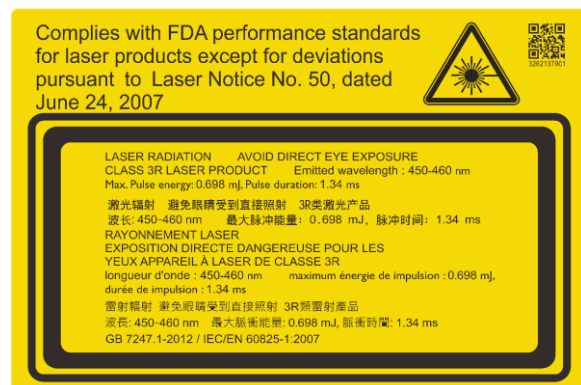 Complies with FDA performance standards
for laser products except for deviations
pursuant to Laser Notice No. 50, dated
June 24, 2007
3262137901
LASER RADIATION AVOID DIRECT EYE EXPOSURE
CLASS 3R LASER PRODUCT Emitted wavelength : 450-460 nm
Max. Pulse energy: 0.698 mJ, Pulse duration: 1.34 ms
激光辐射 避免眼睛受到直接照射 3R类激光产品
波长: 450-460 nm 最大脉冲能量: 0.698 mJ、脉冲时间: 1.34 ms
RAYONNEMENT LASER
EXPOSITION DIRECTE DANGEREUSE POUR LES
YEUX APPAREIL À LASER DE CLASSE 3R
longueur d'onde : 450-460 nm maximum énergie de impulsion : 0.698 mJ,
durée de impulsion : 1.34 ms
雷射輻射 避免眼睛受到直接照射 3R類雷射產品
波長: 450-460 nm 最大脈衝能量: 0.698 mJ, 脈衝時間: 1.34 ms
GB 7247.1-2012 / IEC/EN 60825-1:2007